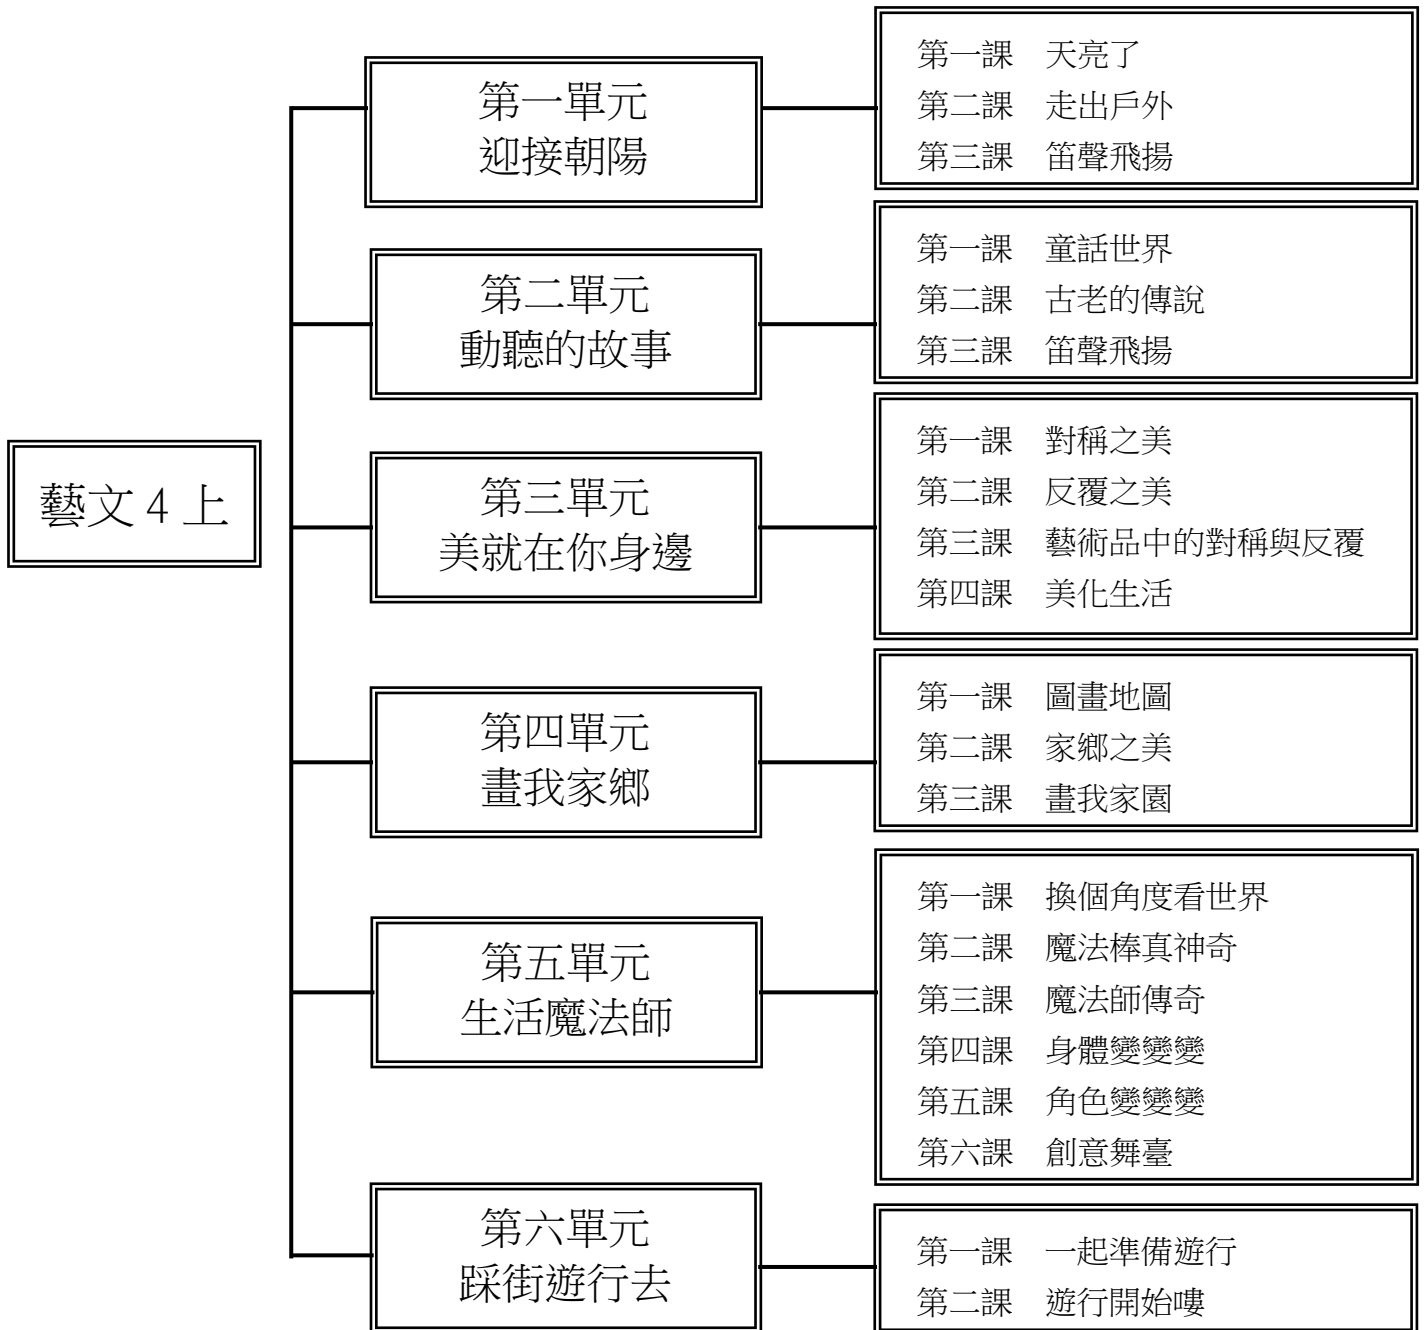 藝文 4 上
第一單元
迎接朝陽
第一課 天亮了
第二課 走出戶外
第三課 笛聲飛揚
第二單元
動聽的故事
第一課 童話世界
第二課 古老的傳說
第三課 笛聲飛揚
第三單元
美就在你身邊
第一課 對稱之美
第二課 反覆之美
第三課 藝術品中的對稱與反覆
第四課 美化生活
第四單元
畫我家鄉
第一課 圖畫地圖
第二課 家鄉之美
第三課 畫我家園
第五單元
生活魔法師
第一課 換個角度看世界
第二課 魔法棒真神奇
第三課 魔法師傳奇
第四課 身體變變變
第五課 角色變變變
第六課 創意舞臺
第六單元
踩街遊行去
第一課 一起準備遊行
第二課 遊行開始嘍